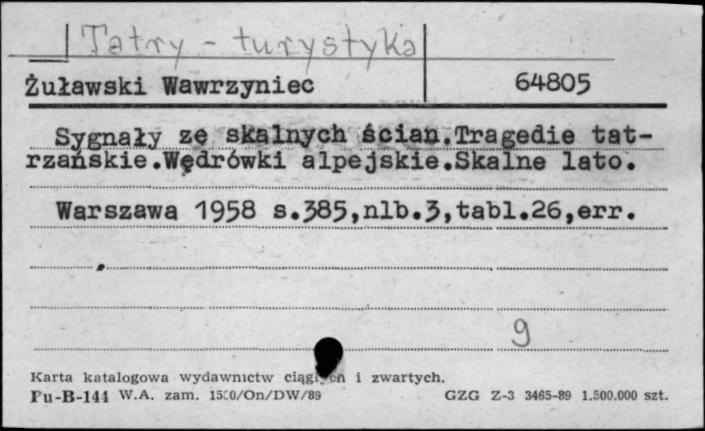 Tatry - turystyka
Żuławski Wawrzyniec 64805
Sygnały ze skalnych ścian.Tragedie tat-
rzańskie.Wędrówki alpejskie.Skalne lato.
Warszawa 1958 s.385,nlb.3,tabl.26,err.
9
Karta katalogowa wydawnictw ciągłych i zwartych.
Pu-B-144 W.A. zam. 1500/On/DW/89 GZG Z-3 3465-89 1.500.000 szt.